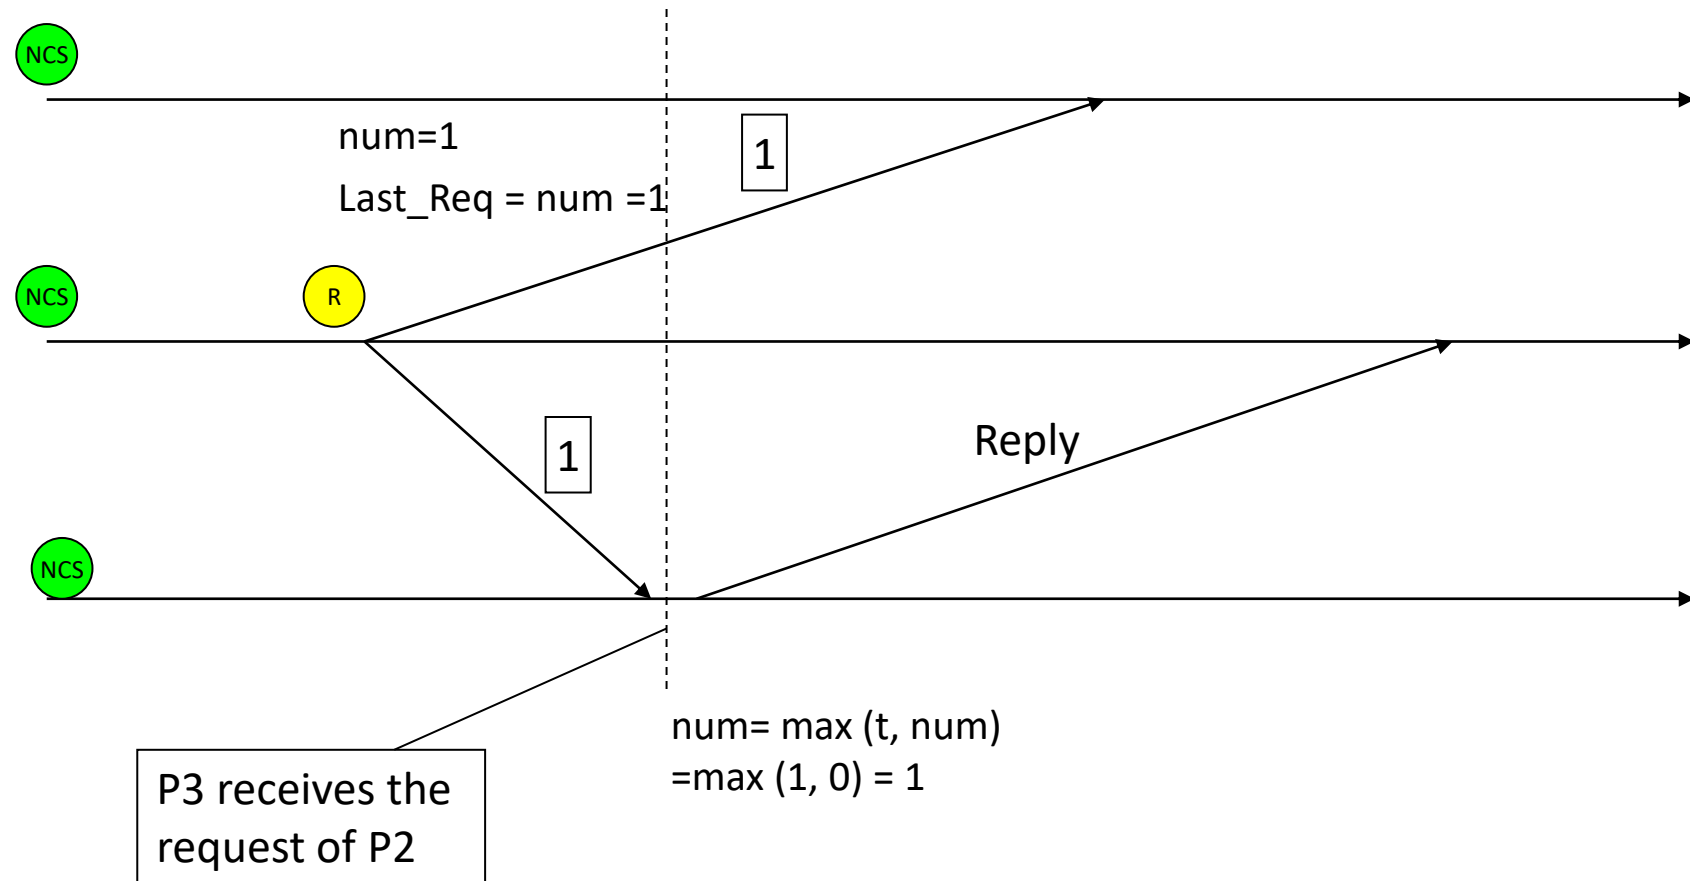 NCS
num=1
1
Last_Req = num =1
NCS
R
1
Reply
NCS
num= max (t, num)
=max (1, 0) = 1
P3 receives the
request of P2